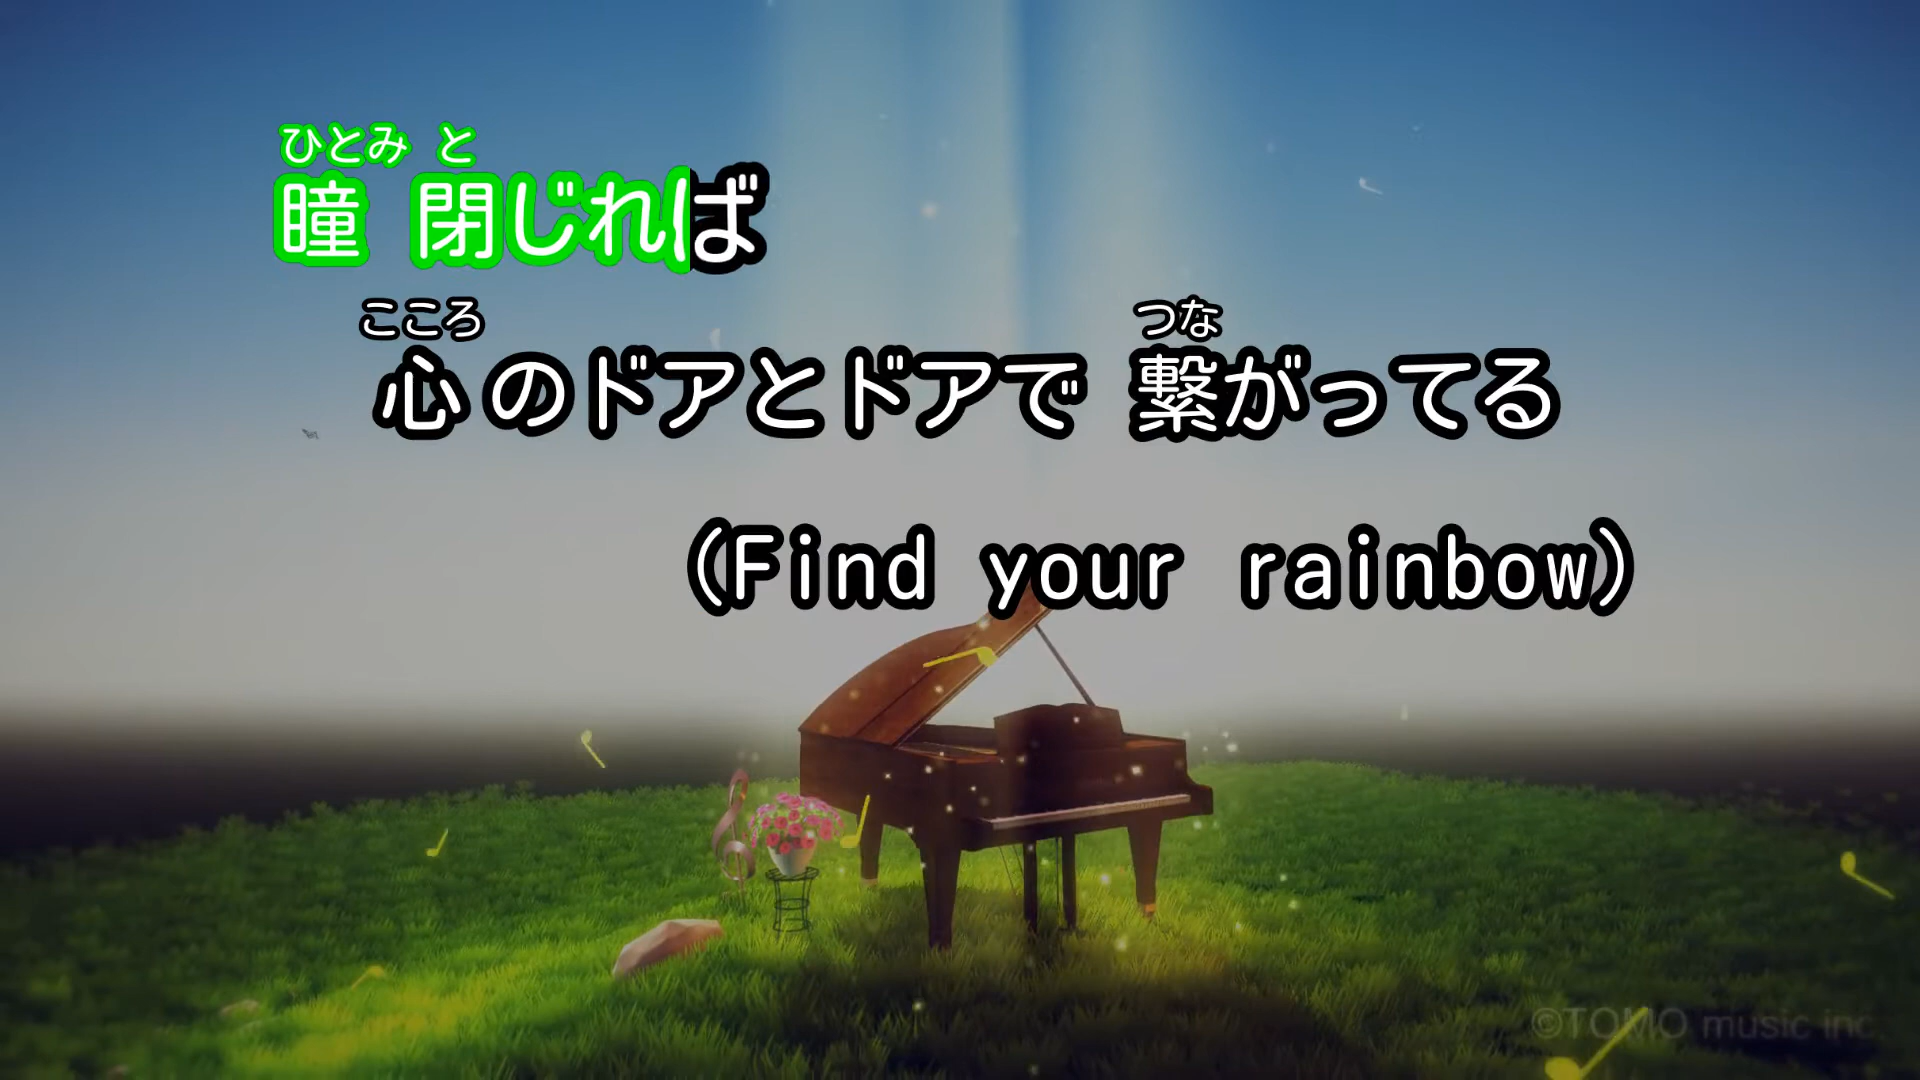 ひとみ と
瞳 閉じれば
こころ つな
心のドアとドアで 繋がってる
(Find your rainbow)
©TOMO music inc